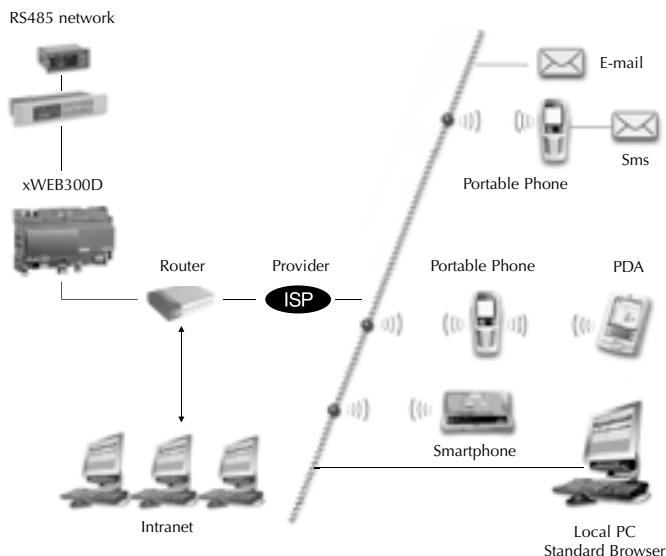 RS485 network
E-mail
Sms
Portable Phone
xWEB300D
Router
Provider
ISP
Portable Phone
PDA
Smartphone
Intranet
Local PC
Standard Browser